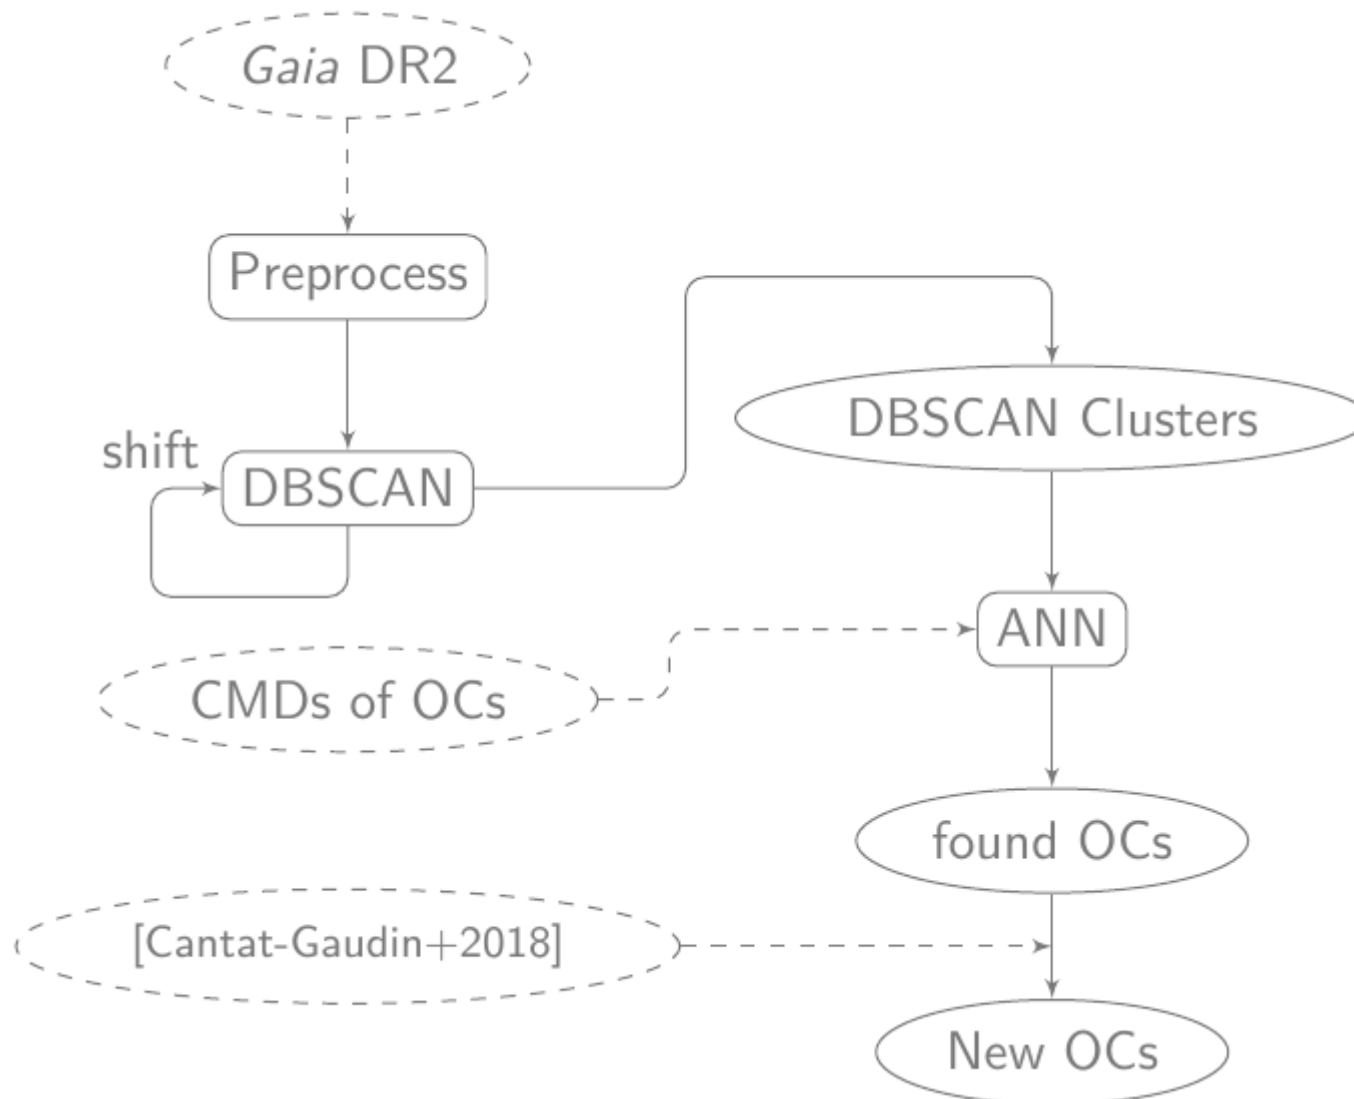 Gaia DR2
Preprocess
DBSCAN Clusters
shift
DBSCAN
ANN
CMDs of OCs
found OCs
[Cantat-Gaudin+2018]
New OCs